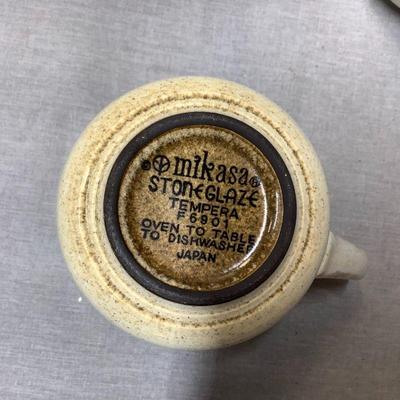 mikasa®
STONEGLAZE
TEMPERA
F6901
OVEN TO TABLE
TO DISHWASHER
JAPAN